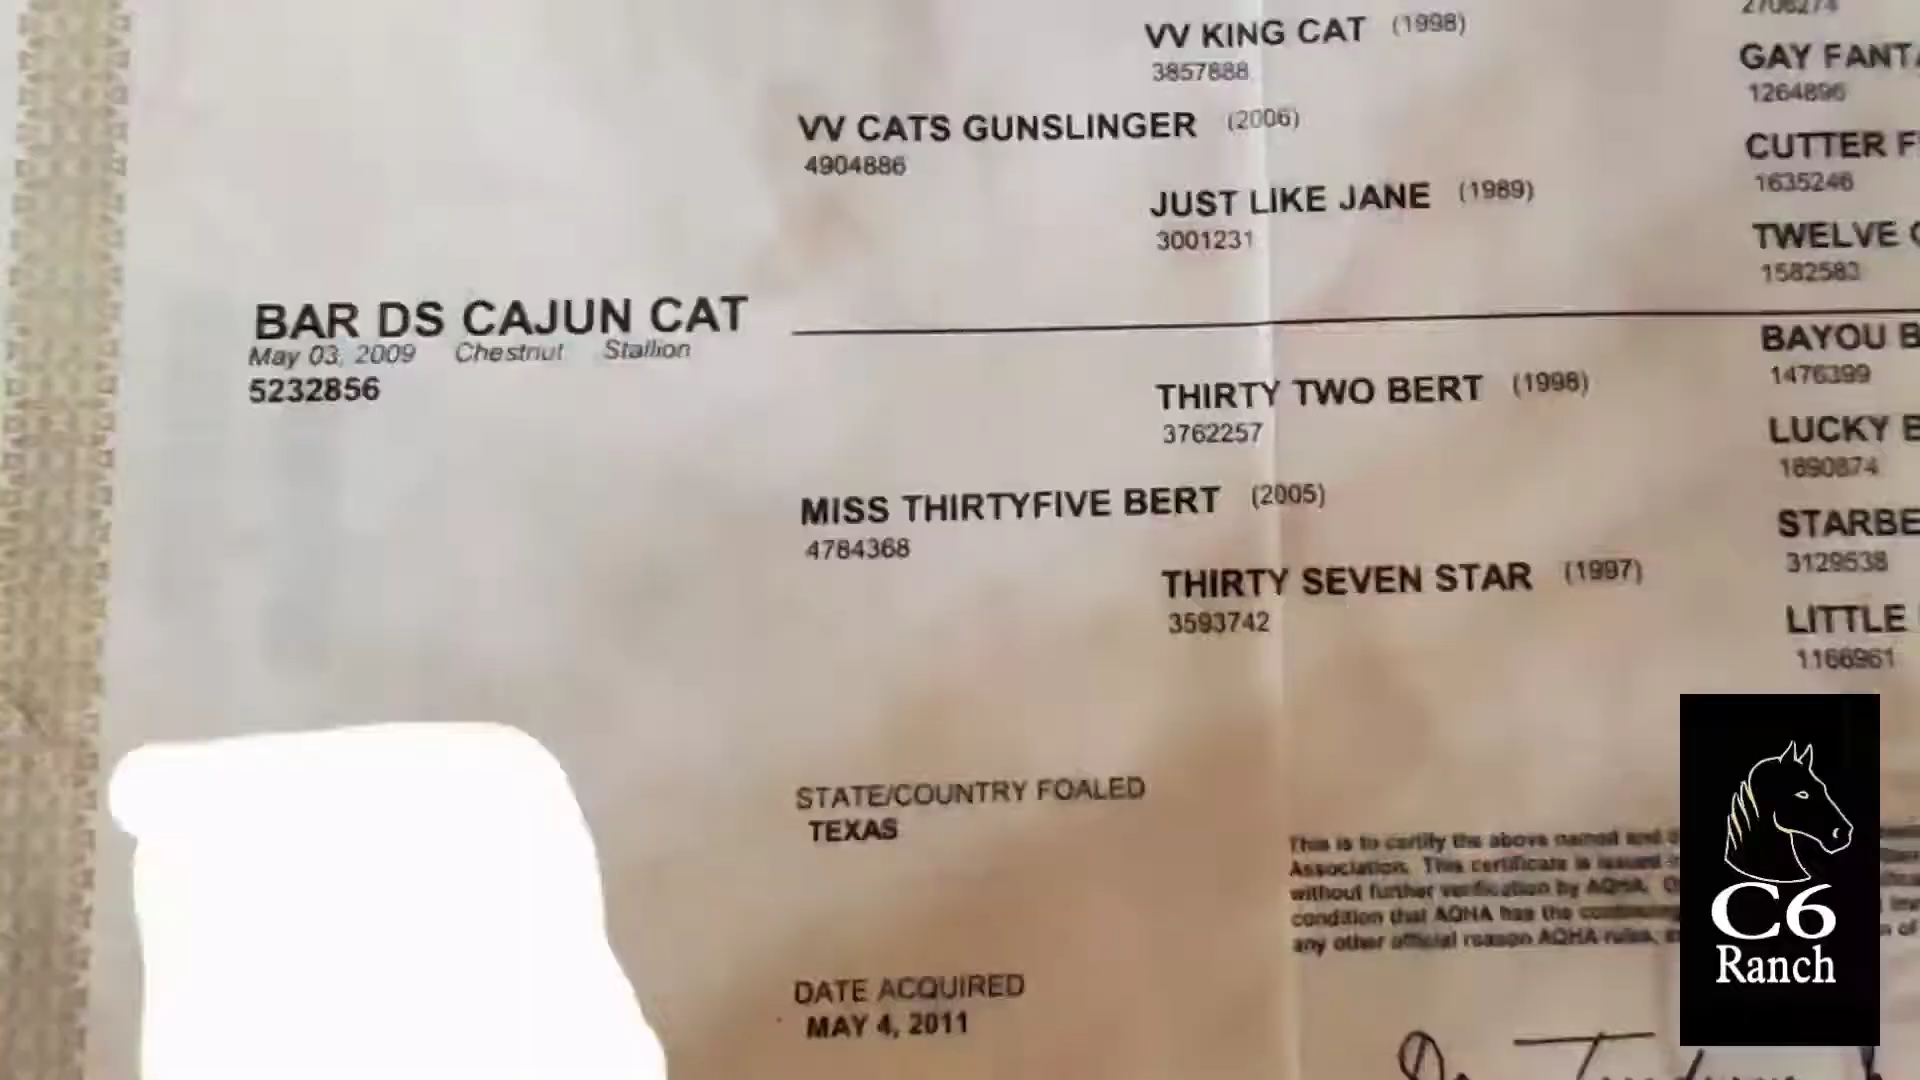 2706274
VV KING CAT (1998)
3857888
GAY FANT
1264896
VV CATS GUNSLINGER (2006)
4904886
CUTTER F
1635246
JUST LIKE JANE (1989)
3001231
TWELVE
1582583
BAR DS CAJUN CAT
May 03, 2009 Chestnut Stallion
5232856
BAYOU B
1476399
THIRTY TWO BERT (1998)
3762257
LUCKY B
1890874
MISS THIRTYFIVE BERT (2005)
4784368
STARBE
3129538
THIRTY SEVEN STAR (1997)
3593742
LITTLE
1166961
STATE/COUNTRY FOALED
TEXAS
This is to certify the above named and
Association. This certificate is issued
without further verification by AQHA.
condition that AQHA has the continuing
any other official reason AQHA rules,
DATE ACQUIRED
MAY 4, 2011
C6
Ranch